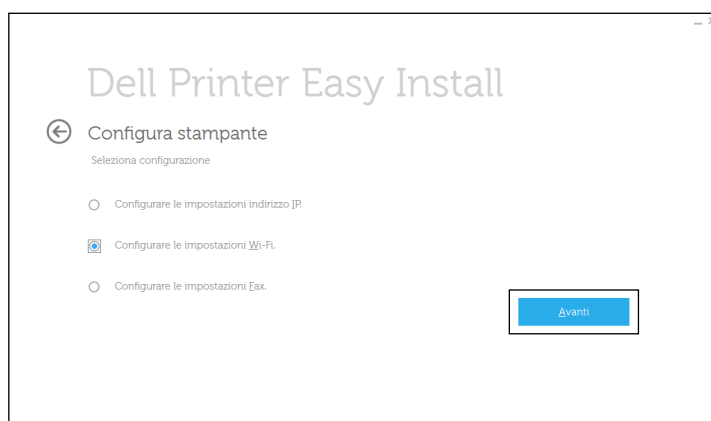 Dell Printer Easy Install
Configura stampante
Seleziona configurazione
Configurare le impostazioni indirizzo IP.
Configurare le impostazioni Wi-Fi.
Configurare le impostazioni Fax.
Avanti